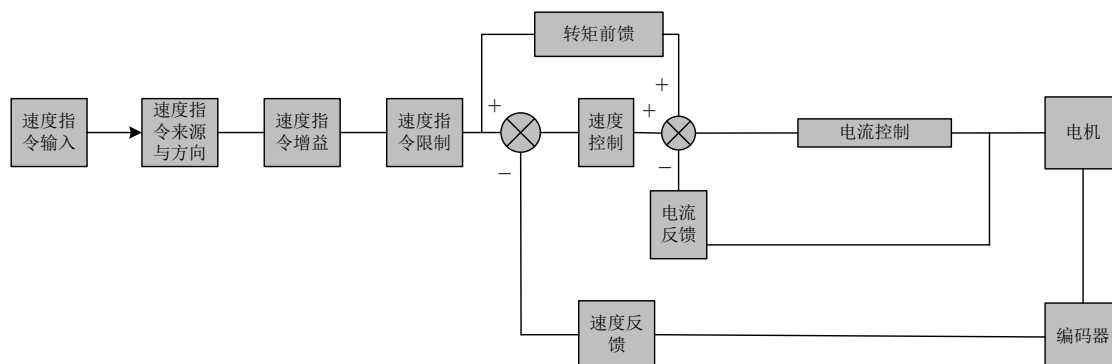 转矩前馈
速度指
令输入
速度指
令来源
与方向
速度指
令增益
速度指
令限制
+
−
速度
控制
+
+
−
电流控制
电机
电流
反馈
速度反
馈
编码器